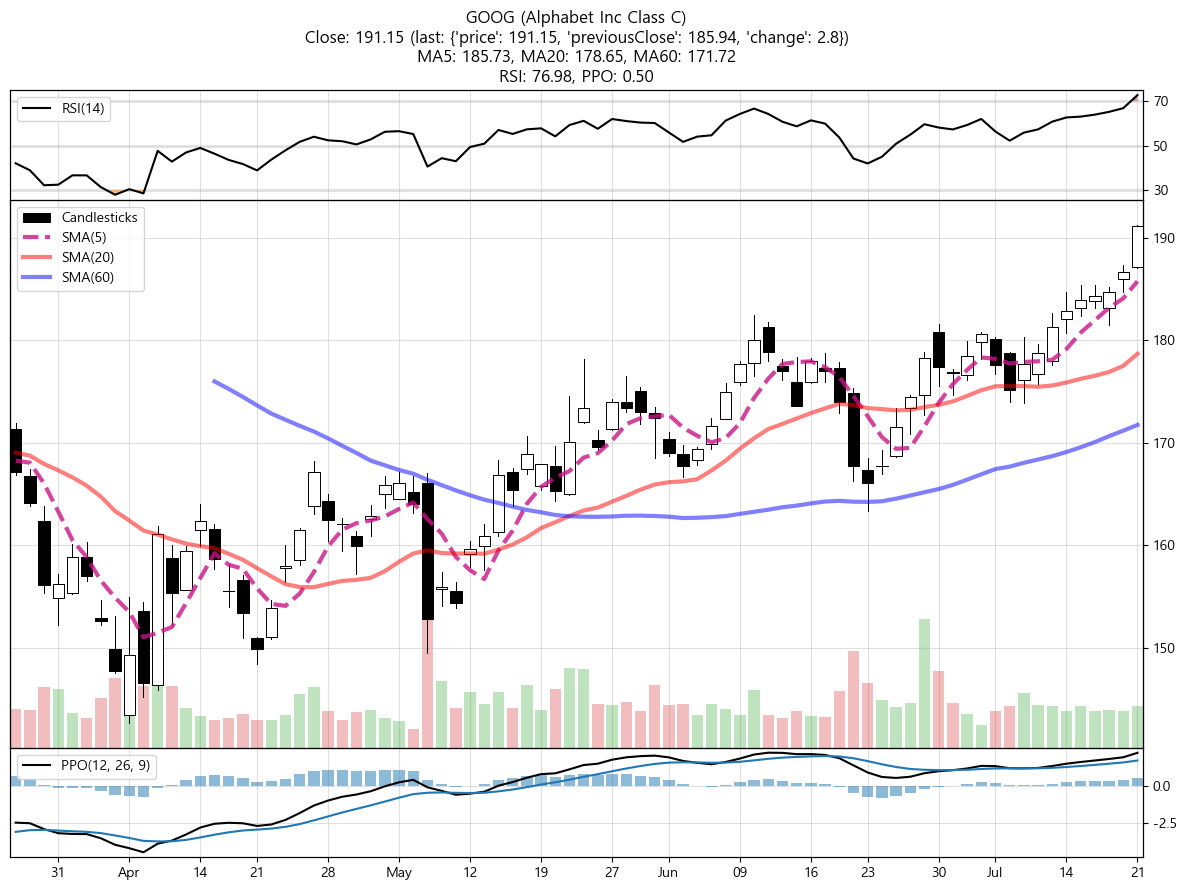 GOOG (Alphabet Inc Class C)
Close: 191.15 (last: {'price': 191.15, 'previousClose': 185.94, 'change': 2.8})
MA5: 185.73, MA20: 178.65, MA60: 171.72
RSI: 76.98, PPO: 0.50
RSI(14)
70
50
30
Candlesticks
SMA(5)
SMA(20)
SMA(60)
190
180
170
160
150
PPO(12, 26, 9)
0.0
-2.5
31 Apr 14 21 28 May 12 19 27 Jun 09 16 23 30 Jul 14 21